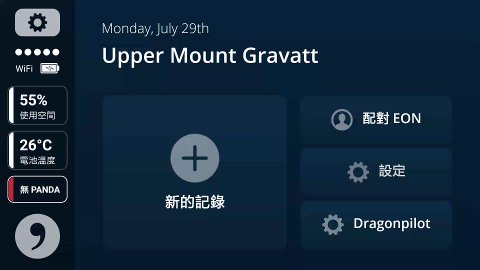 WiFi
55%
使用空間
26°C
電池溫度
無 PANDA
Monday, July 29th
Upper Mount Gravatt
新的記錄
配對 EON
設定
Dragonpilot